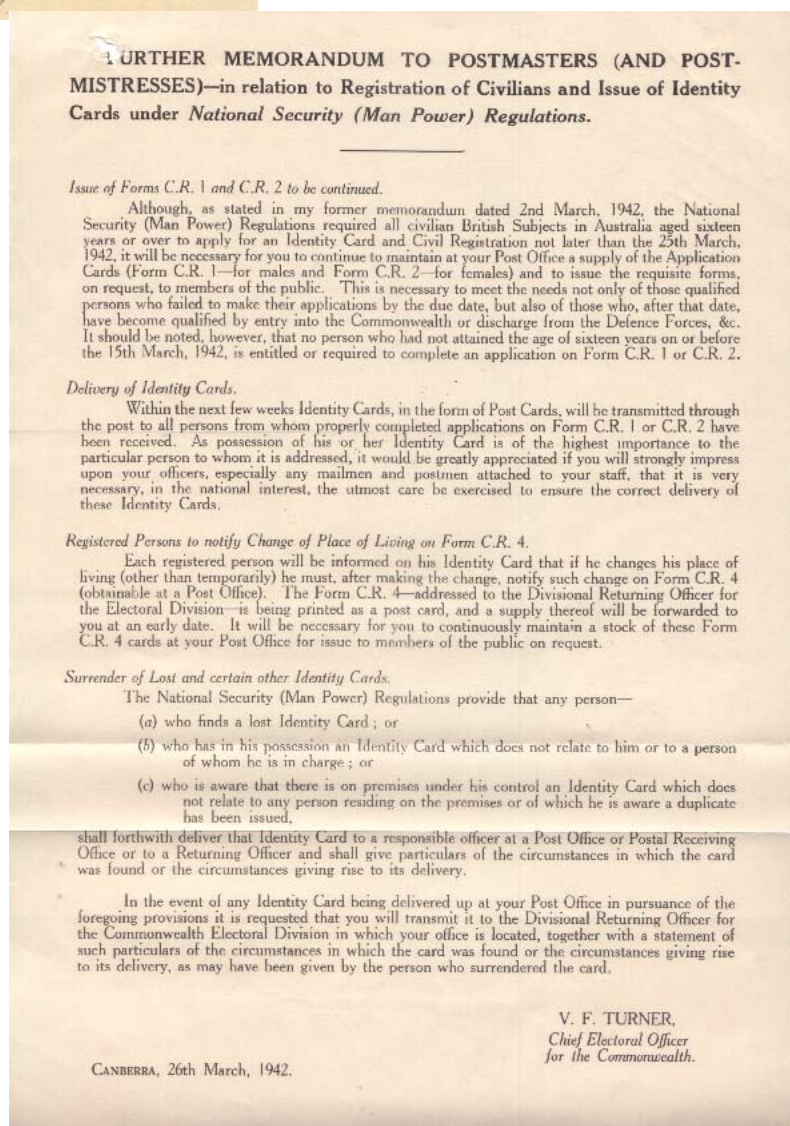 FURTHER MEMORANDUM TO POSTMASTERS (AND POST-
MISTRESSES)—in relation to Registration of Civilians and Issue of Identity
Cards under National Security (Man Power) Regulations.
Issue of Forms C.R. 1 and C.R. 2 to be continued.
Although, as stated in my former memorandum dated 2nd March, 1942, the National
Security (Man Power) Regulations required all civilian British Subjects in Australia aged sixteen
years or over to apply for an Identity Card and Civil Registration not later than the 25th March,
1942, it will be necessary for you to continue to maintain at your Post Office a supply of the Application
Cards (Form C.R. 1—for males and Form C.R. 2—for females) and to issue the requisite forms,
on request, to members of the public. This is necessary to meet the needs not only of those qualified
persons who failed to make their applications by the due date, but also of those who, after that date,
have become qualified by entry into the Commonwealth or discharge from the Defence Forces, &c.
It should be noted, however, that no person who had not attained the age of sixteen years on or before
the 15th March, 1942, is entitled or required to complete an application on Form C.R. 1 or C.R. 2.
Delivery of Identity Cards.
Within the next few weeks Identity Cards, in the form of Post Cards, will be transmitted through
the post to all persons from whom properly completed applications on Form C.R. 1 or C.R. 2 have
been received. As possession of his or her Identity Card is of the highest importance to the
particular person to whom it is addressed, it would be greatly appreciated if you will strongly impress
upon your officers, especially any mailmen and postmen attached to your staff, that it is very
necessary, in the national interest, the utmost care be exercised to ensure the correct delivery of
these Identity Cards.
Registered Persons to notify Change of Place of Living on Form C.R. 4.
Each registered person will be informed on his Identity Card that if he changes his place of
living (other than temporarily) he must, after making the change, notify such change on Form C.R. 4
(obtainable at a Post Office). The Form C.R. 4—addressed to the Divisional Returning Officer for
the Electoral Division—is being printed as a post card, and a supply thereof will be forwarded to
you at an early date. It will be necessary for you to continuously maintain a stock of these Form
C.R. 4 cards at your Post Office for issue to members of the public on request.
Surrender of Lost and certain other Identity Cards.
The National Security (Man Power) Regulations provide that any person—
(a) who finds a lost Identity Card ; or
(b) who has in his possession an Identity Card which does not relate to him or to a person
of whom he is in charge ; or
(c) who is aware that there is on premises under his control an Identity Card which does
not relate to any person residing on the premises or of which he is aware a duplicate
has been issued,
shall forthwith deliver that Identity Card to a responsible officer at a Post Office or Postal Receiving
Office or to a Returning Officer and shall give particulars of the circumstances in which the card
was found or the circumstances giving rise to its delivery.
In the event of any Identity Card being delivered up at your Post Office in pursuance of the
foregoing provisions it is requested that you will transmit it to the Divisional Returning Officer for
the Commonwealth Electoral Division in which your office is located, together with a statement of
such particulars of the circumstances in which the card was found or the circumstances giving rise
to its delivery, as may have been given by the person who surrendered the card.
V. F. TURNER,
Chief Electoral Officer
for the Commonwealth.
CANBERRA, 26th March, 1942.